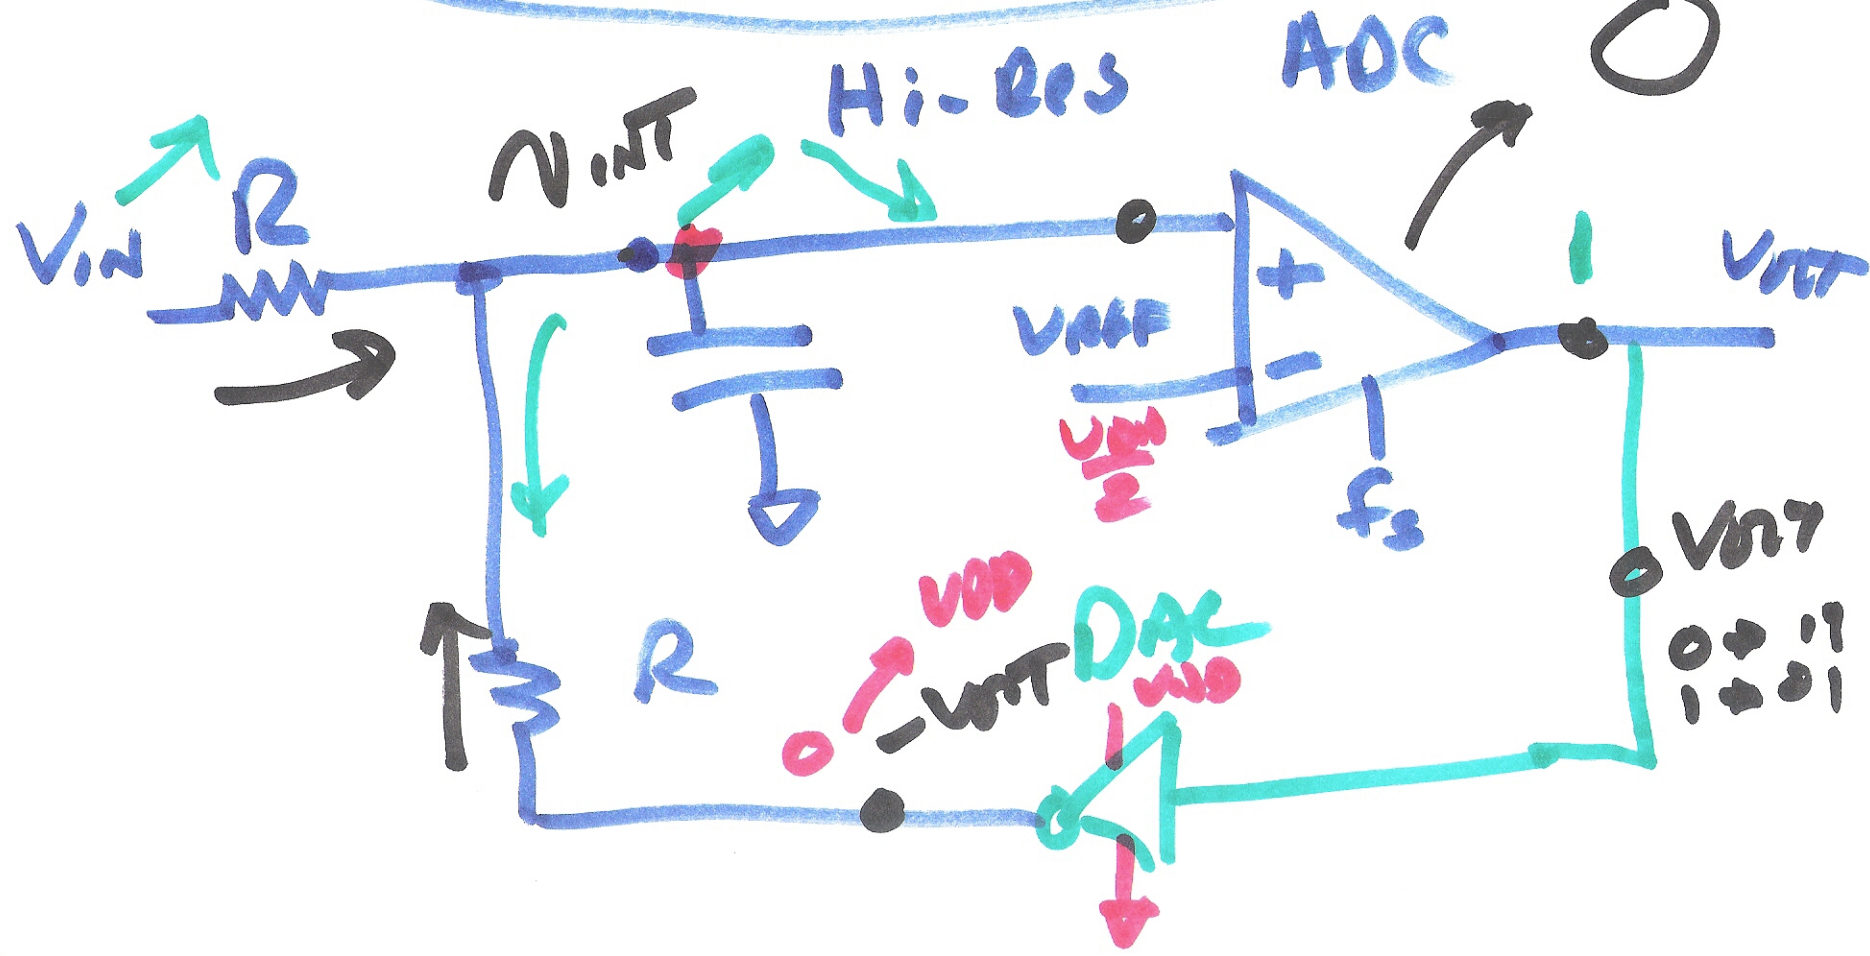 Hi-Res ADC
0
VIN
R
VINT
+
1
VOUT
VREF
-
VDD
2
fs
VOUT
0 → "1"
1 → "0"
VDD
0
R
-VOUT
DAC
VDD